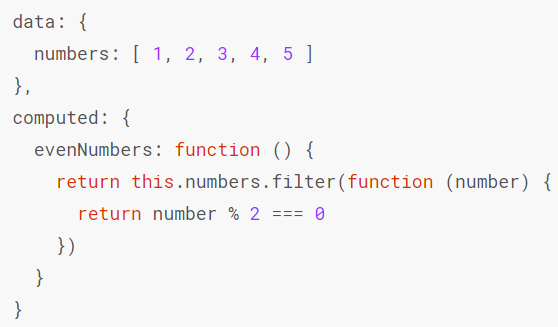 data: {
  numbers: [ 1, 2, 3, 4, 5 ]
},
computed: {
  evenNumbers: function () {
    return this.numbers.filter(function (number) {
      return number % 2 === 0
    })
  }
}